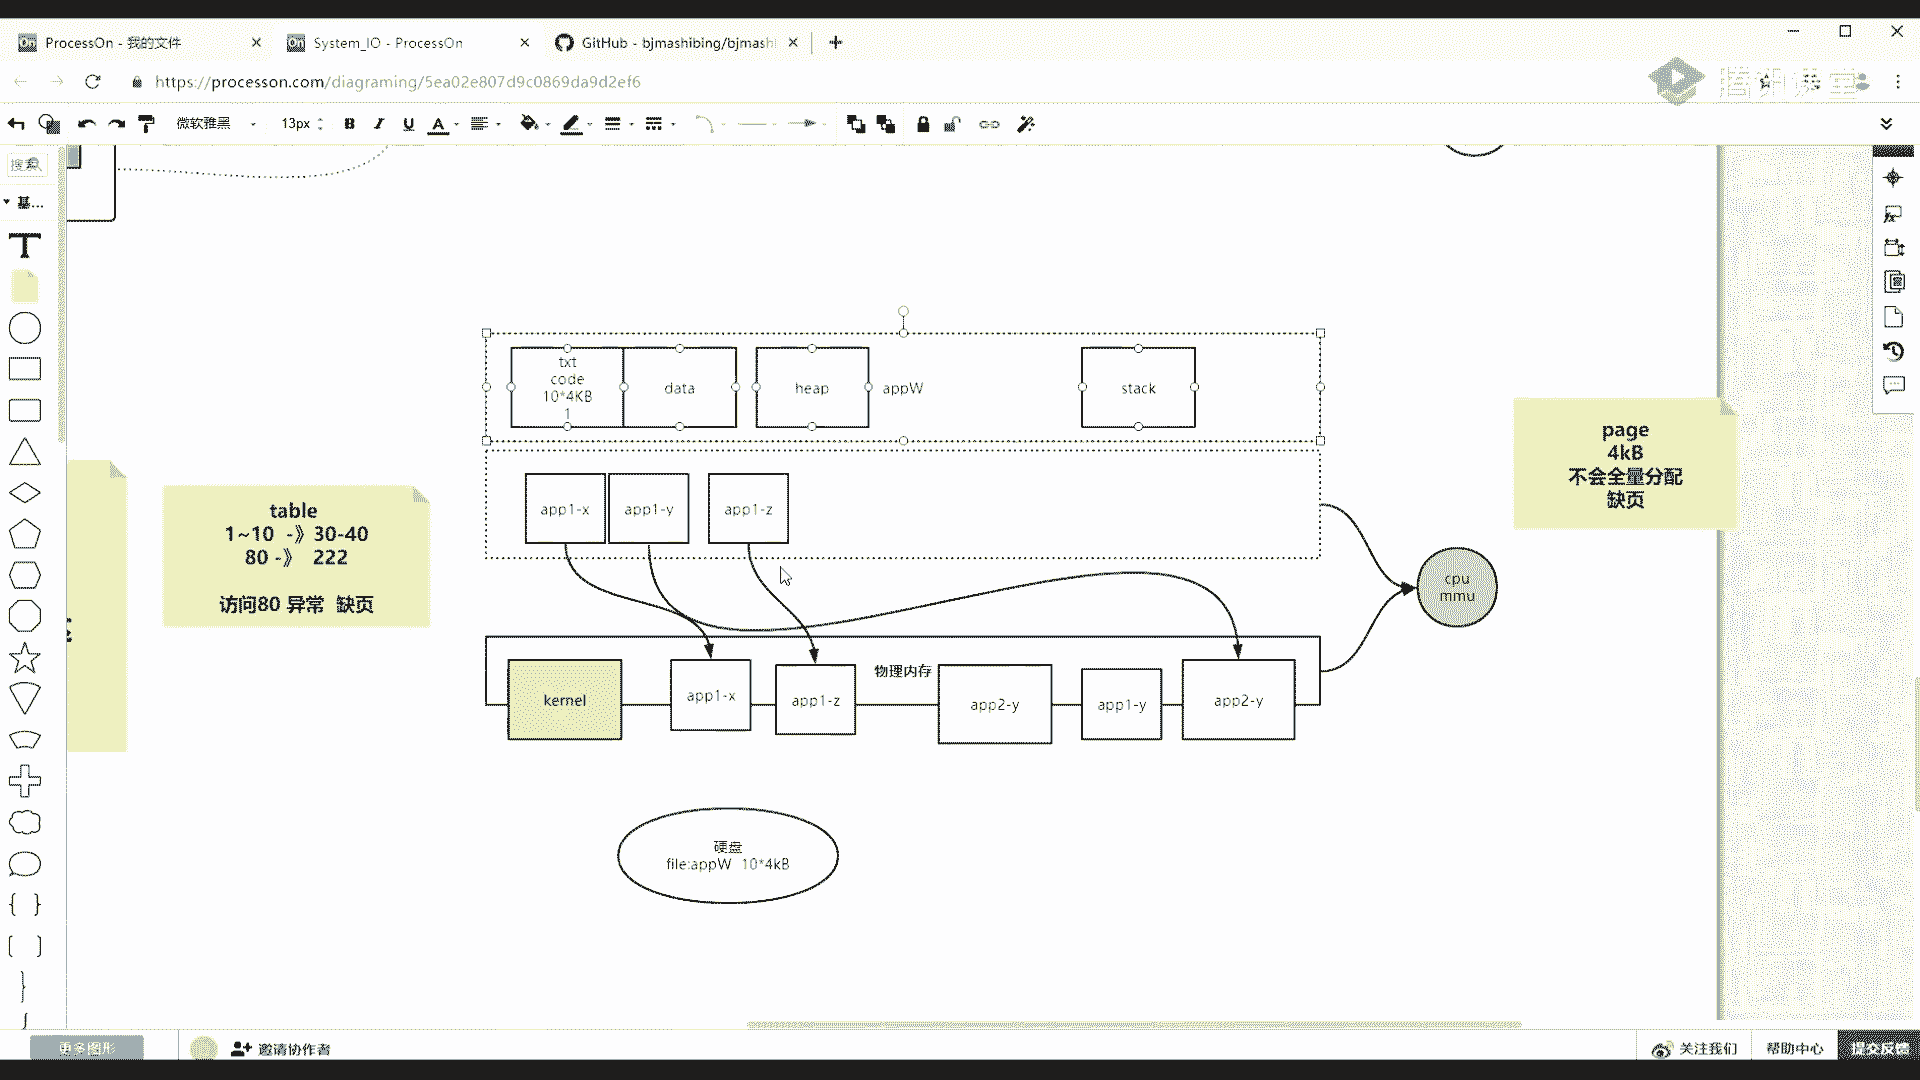 ProcessOn - 我的文件
System_IO - ProcessOn
GitHub - bjmashibing/bjmash
https://processon.com/diagraming/5ea02e807d9c0869da9d2ef6
微软雅黑
13px
搜索
基...
txt
code
10*4KB
1
data
heap
appW
stack
page
4kB
不会全量分配
缺页
table
1~10 -》30-40
80 -》 222
访问80 异常 缺页
app1-x
app1-y
app1-z
cpu
mmu
物理内存
kernel
app1-x
app1-z
app2-y
app1-y
app2-y
硬盘
file:appW 10*4kB
更多图形
邀请协作者
关注我们
帮助中心
提交反馈